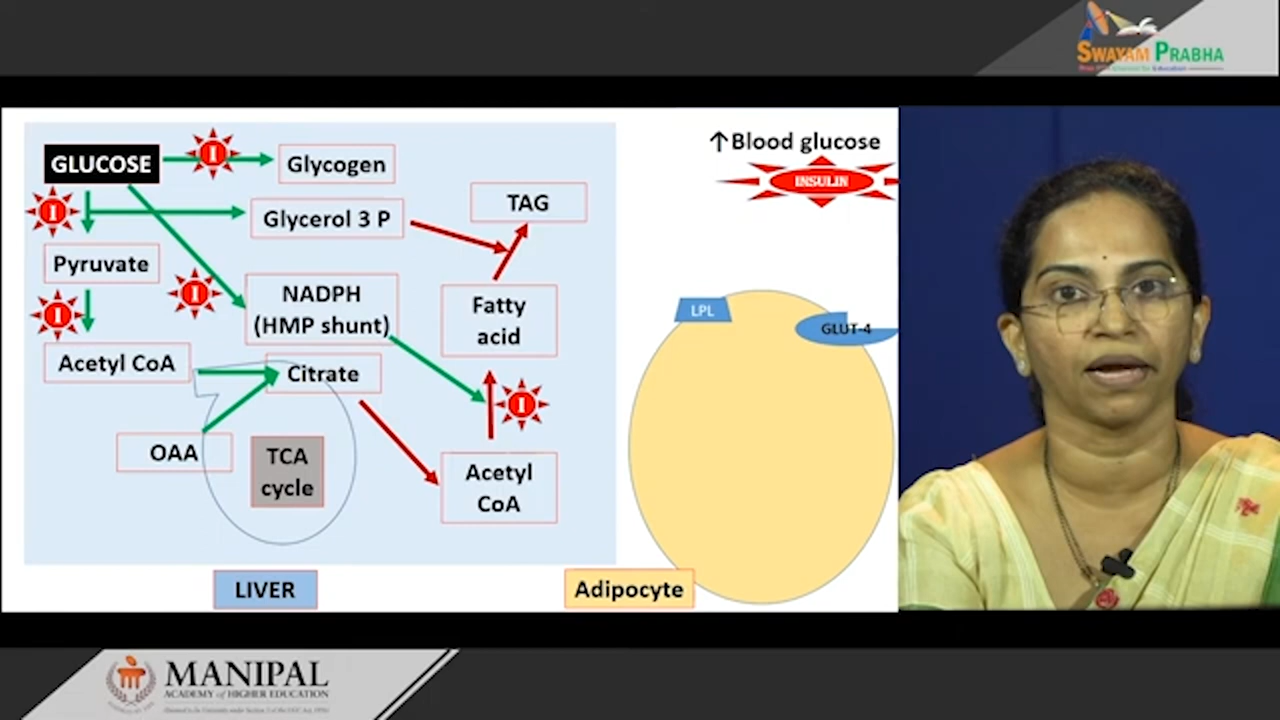 SWAYAM PRABHA
↑Blood glucose
INSULIN
GLUCOSE
I
Glycogen
TAG
I
Glycerol 3 P
Pyruvate
I
NADPH
(HMP shunt)
Fatty
acid
LPL
GLUT-4
I
Acetyl CoA
Citrate
I
OAA
TCA
cycle
Acetyl
CoA
LIVER
Adipocyte
MANIPAL
ACADEMY of HIGHER EDUCATION